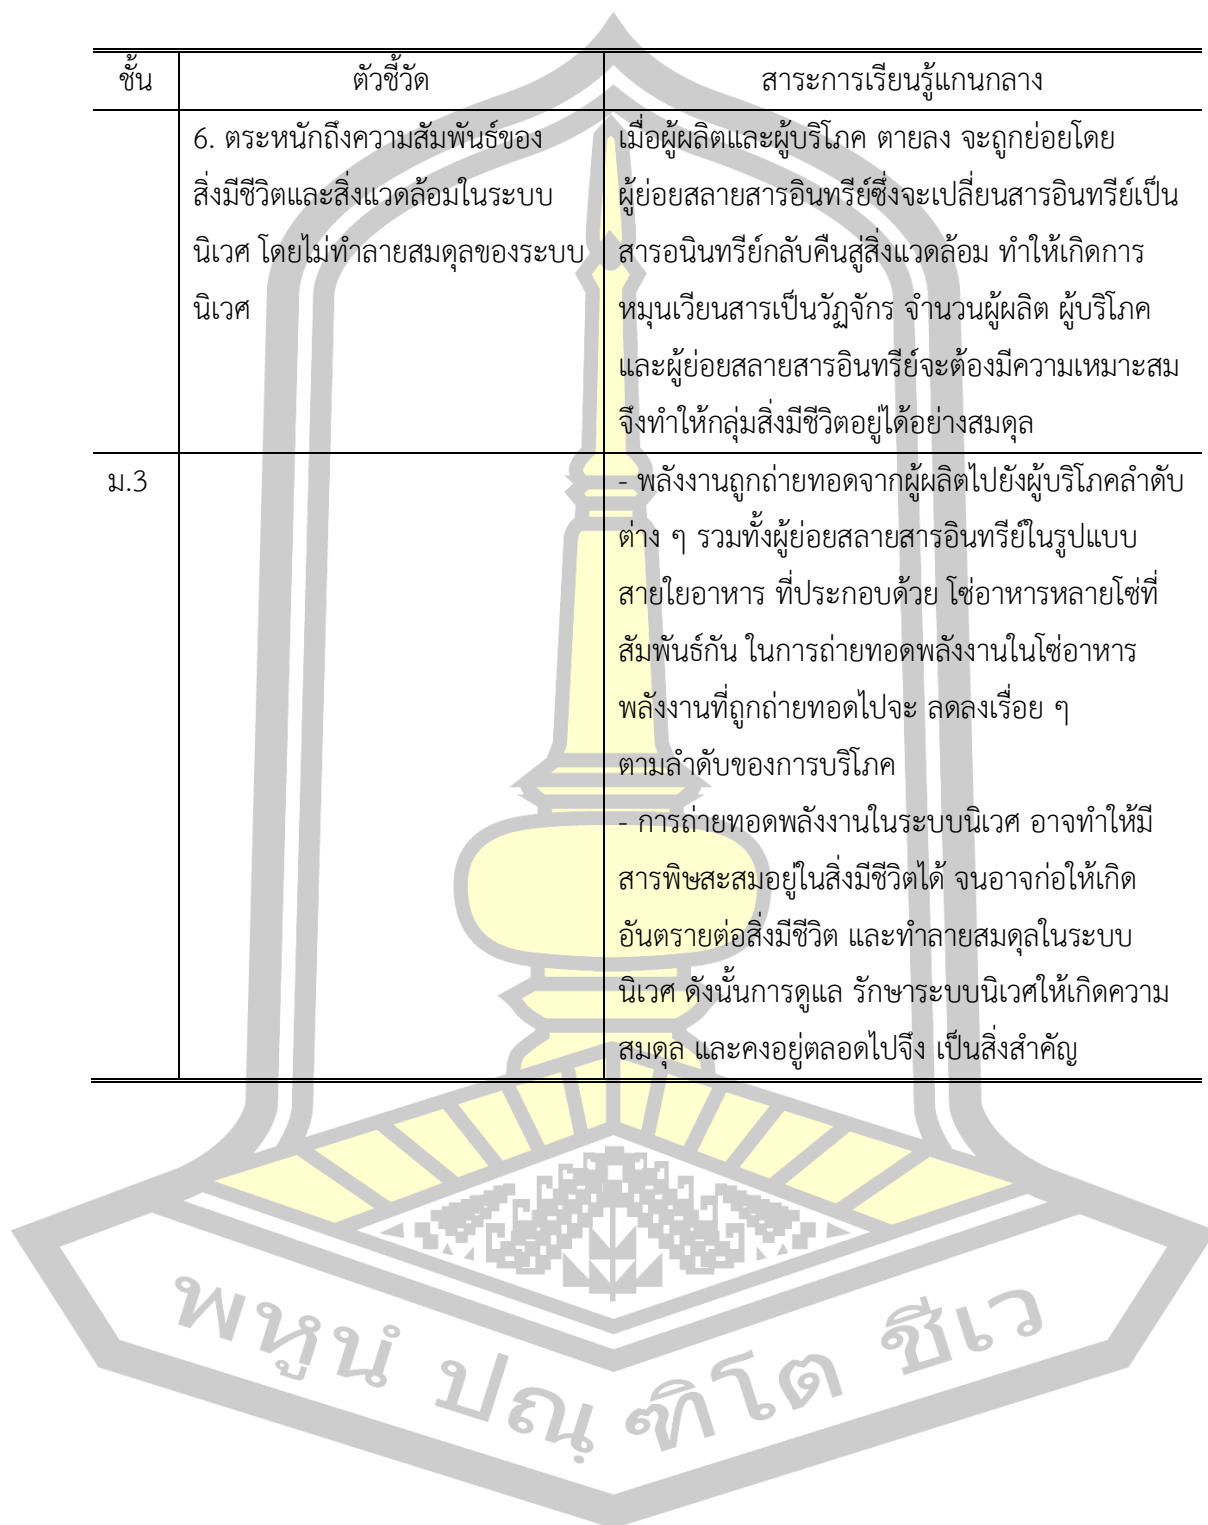 ชั้น ตัวชี้วัด สาระการเรียนรู้แกนกลาง
6. ตระหนักถึงความสัมพันธ์ของ
สิ่งมีชีวิตและสิ่งแวดล้อมในระบบ
นิเวศ โดยไม่ทำลายสมดุลของระบบ
นิเวศ
เมื่อผู้ผลิตและผู้บริโภค ตายลง จะถูกย่อยโดย
ผู้ย่อยสลายสารอินทรีย์ซึ่งจะเปลี่ยนสารอินทรีย์เป็น
สารอนินทรีย์กลับคืนสู่สิ่งแวดล้อม ทำให้เกิดการ
หมุนเวียนสารเป็นวัฏจักร จำนวนผู้ผลิต ผู้บริโภค
และผู้ย่อยสลายสารอินทรีย์จะต้องมีความเหมาะสม
จึงทำให้กลุ่มสิ่งมีชีวิตอยู่ได้อย่างสมดุล
ม.3
- พลังงานถูกถ่ายทอดจากผู้ผลิตไปยังผู้บริโภคลำดับ
ต่าง ๆ รวมทั้งผู้ย่อยสลายสารอินทรีย์ในรูปแบบ
สายใยอาหาร ที่ประกอบด้วย โซ่อาหารหลายโซ่ที่
สัมพันธ์กัน ในการถ่ายทอดพลังงานในโซ่อาหาร
พลังงานที่ถูกถ่ายทอดไปจะ ลดลงเรื่อย ๆ
ตามลำดับของการบริโภค
- การถ่ายทอดพลังงานในระบบนิเวศ อาจทำให้มี
สารพิษสะสมอยู่ในสิ่งมีชีวิตได้ จนอาจก่อให้เกิด
อันตรายต่อสิ่งมีชีวิต และทำลายสมดุลในระบบ
นิเวศ ดังนั้นการดูแล รักษาระบบนิเวศให้เกิดความ
สมดุล และคงอยู่ตลอดไปจึง เป็นสิ่งสำคัญ
พหูนํ ปณฺฑิโต ชีเว